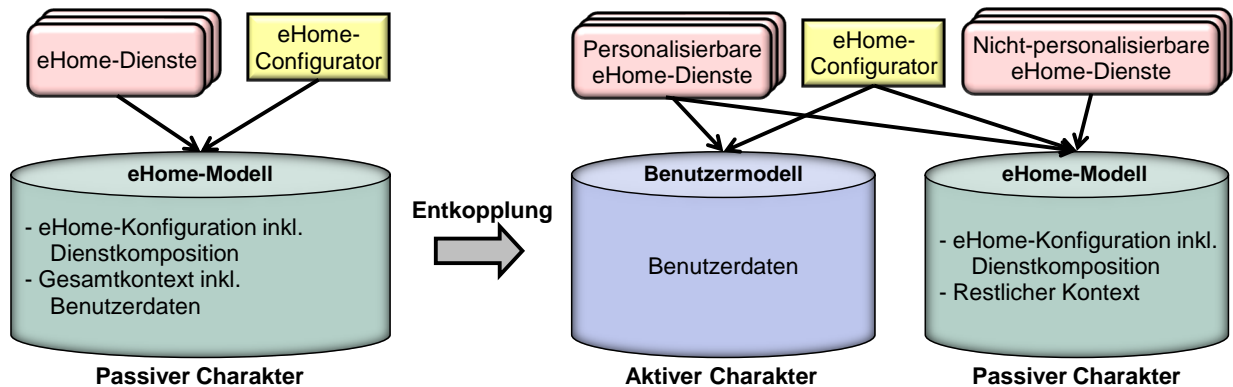 eHome-Dienste
eHome-
Configurator
eHome-Modell
- eHome-Konfiguration inkl.
Dienstkomposition
- Gesamtkontext inkl.
Benutzerdaten
Passiver Charakter
Entkopplung
Personalisierbare
eHome-Dienste
eHome-
Configurator
Nicht-personalisierbare
eHome-Dienste
Benutzermodell
Benutzerdaten
Aktiver Charakter
eHome-Modell
- eHome-Konfiguration inkl.
Dienstkomposition
- Restlicher Kontext
Passiver Charakter